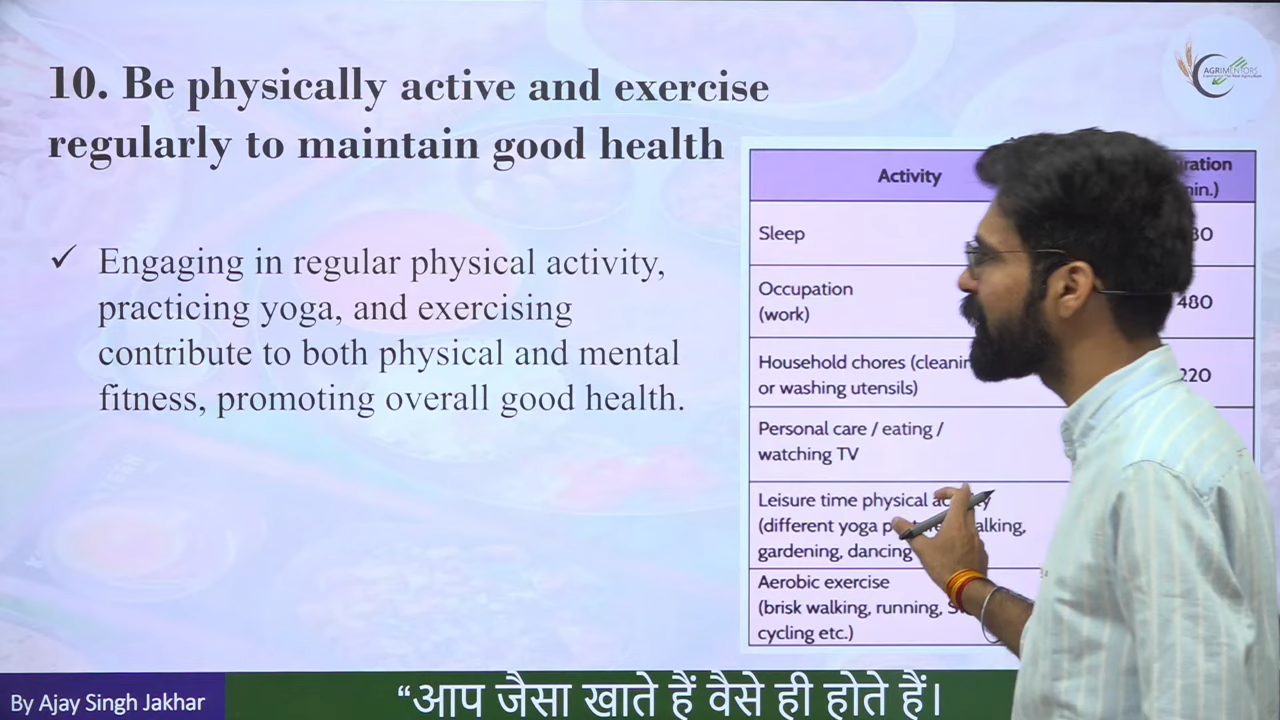 10. Be physically active and exercise
regularly to maintain good health
AGRIMENTORS
✓ Engaging in regular physical activity,
practicing yoga, and exercising
contribute to both physical and mental
fitness, promoting overall good health.
Activity
Sleep
Occupation 480
(work)
Household chores 220
or washing utensils)
Personal care / eating /
watching TV
Leisure time physical
(different yoga
gardening, dancing
Aerobic exercise
(brisk walking, running,
cycling etc.)
By Ajay Singh Jakhar
“आप जैसा खाते हैं वैसे ही होते हैं।